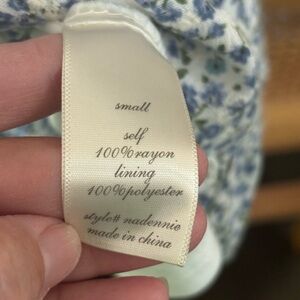 small
self
100%rayon
lining
100%polyester
style# nadennie
made in china